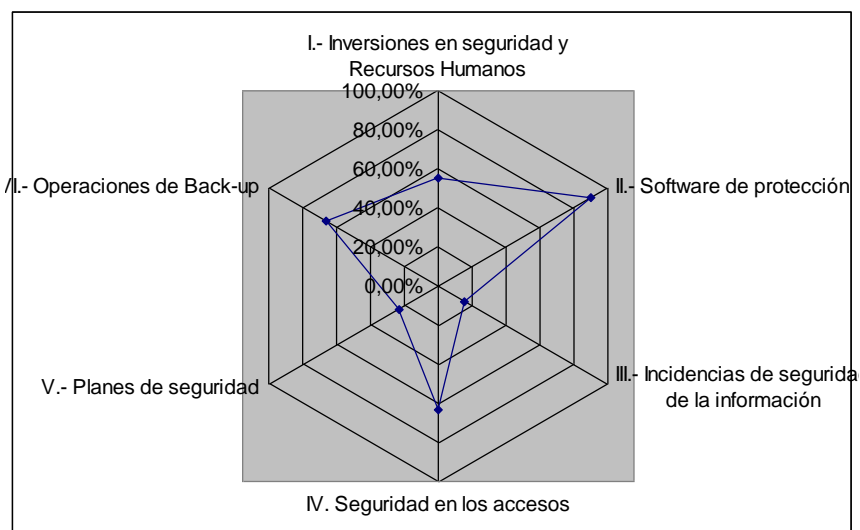 I.- Inversiones en seguridad y
Recursos Humanos
100,00%
80,00%
60,00%
40,00%
20,00%
0,00%
II.- Software de protección
III.- Incidencias de segurida
de la información
IV. Seguridad en los accesos
V.- Planes de seguridad
/I.- Operaciones de Back-up